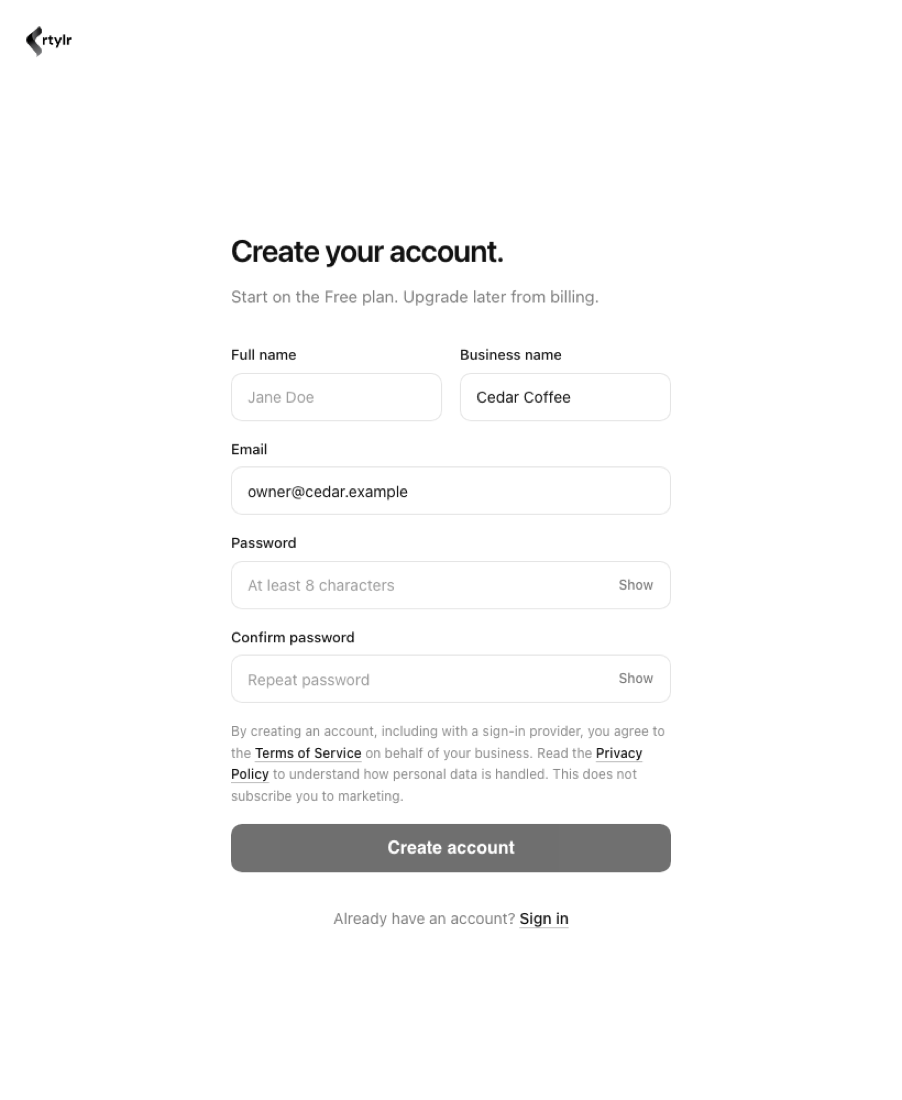 rtylr
Create your account.
Start on the Free plan. Upgrade later from billing.
Full name
Business name
Jane Doe
Cedar Coffee
Email
owner@cedar.example
Password
At least 8 characters
Show
Confirm password
Repeat password
Show
By creating an account, including with a sign-in provider, you agree to
the Terms of Service on behalf of your business. Read the Privacy
Policy to understand how personal data is handled. This does not
subscribe you to marketing.
Create account
Already have an account? Sign in